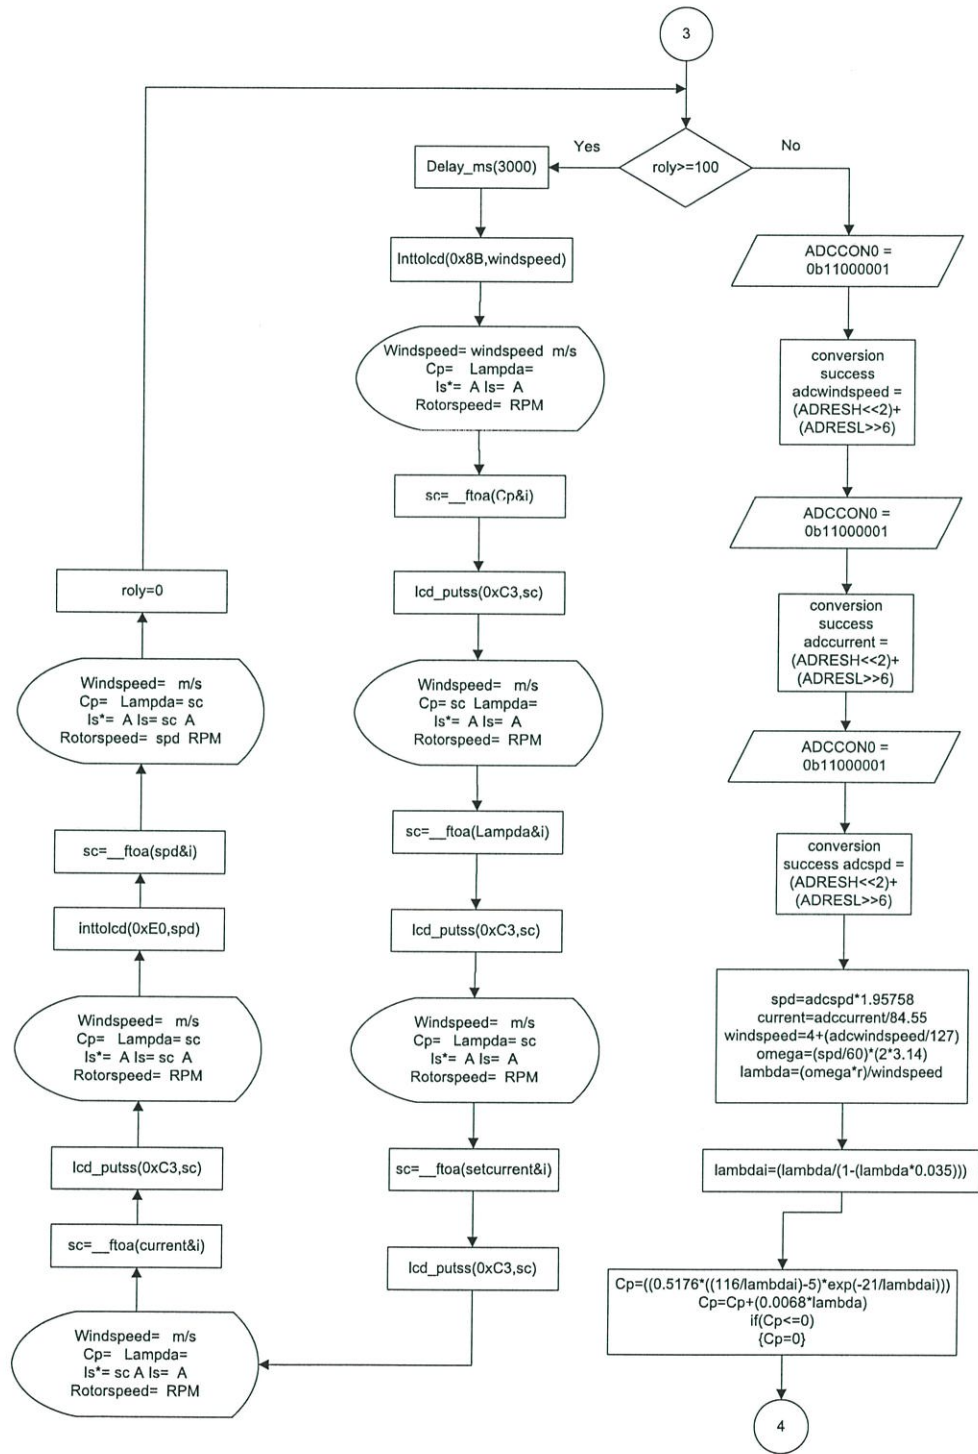 3
roly>=100
Yes
No
Delay_ms(3000)
Inttolcd(0x8B,windspeed)
Windspeed= windspeed m/s
Cp= Lampda=
Is*= A Is= A
Rotorspeed= RPM
sc=__ftoa(Cp&i)
lcd_putss(0xC3,sc)
Windspeed= m/s
Cp= sc Lampda=
Is*= A Is= A
Rotorspeed= RPM
sc=__ftoa(Lampda&i)
lcd_putss(0xC3,sc)
Windspeed= m/s
Cp= Lampda= sc
Is*= A Is= A
Rotorspeed= RPM
sc=__ftoa(setcurrent&i)
lcd_putss(0xC3,sc)
Windspeed= m/s
Cp= Lampda=
Is*= sc A Is= A
Rotorspeed= RPM
sc=__ftoa(current&i)
lcd_putss(0xC3,sc)
Windspeed= m/s
Cp= Lampda= sc
Is*= A Is= sc A
Rotorspeed= RPM
inttolcd(0xE0,spd)
sc=__ftoa(spd&i)
Windspeed= m/s
Cp= Lampda= sc
Is*= A Is= sc A
Rotorspeed= spd RPM
roly=0
ADCCON0 =
0b11000001
conversion
success
adcwindspeed =
(ADRESH<<2)+
(ADRESL>>6)
ADCCON0 =
0b11000001
conversion
success
adccurrent =
(ADRESH<<2)+
(ADRESL>>6)
ADCCON0 =
0b11000001
conversion
success adcspd =
(ADRESH<<2)+
(ADRESL>>6)
spd=adcspd*1.95758
current=adccurrent/84.55
windspeed=4+(adcwindspeed/127)
omega=(spd/60)*(2*3.14)
lambda=(omega*r)/windspeed
lambdai=(lambda/(1-(lambda*0.035)))
Cp=((0.5176*((116/lambdai)-5)*exp(-21/lambdai)))
Cp=Cp+(0.0068*lambda)
if(Cp<=0)
{Cp=0}
4